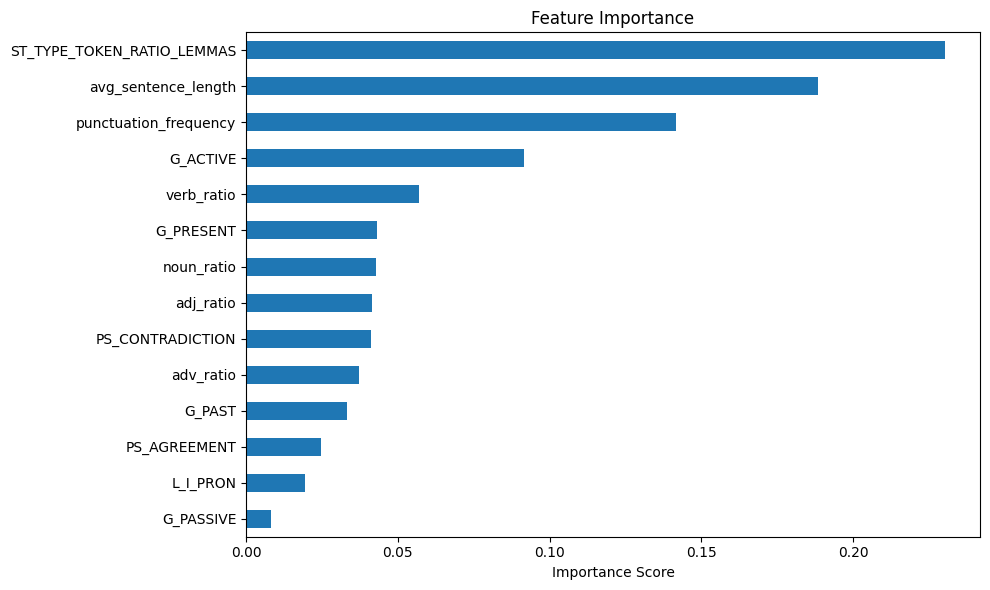 Feature Importance
ST_TYPE_TOKEN_RATIO_LEMMAS
avg_sentence_length
punctuation_frequency
G_ACTIVE
verb_ratio
G_PRESENT
noun_ratio
adj_ratio
PS_CONTRADICTION
adv_ratio
G_PAST
PS_AGREEMENT
L_I_PRON
G_PASSIVE
0.00 0.05 0.10 0.15 0.20
Importance Score